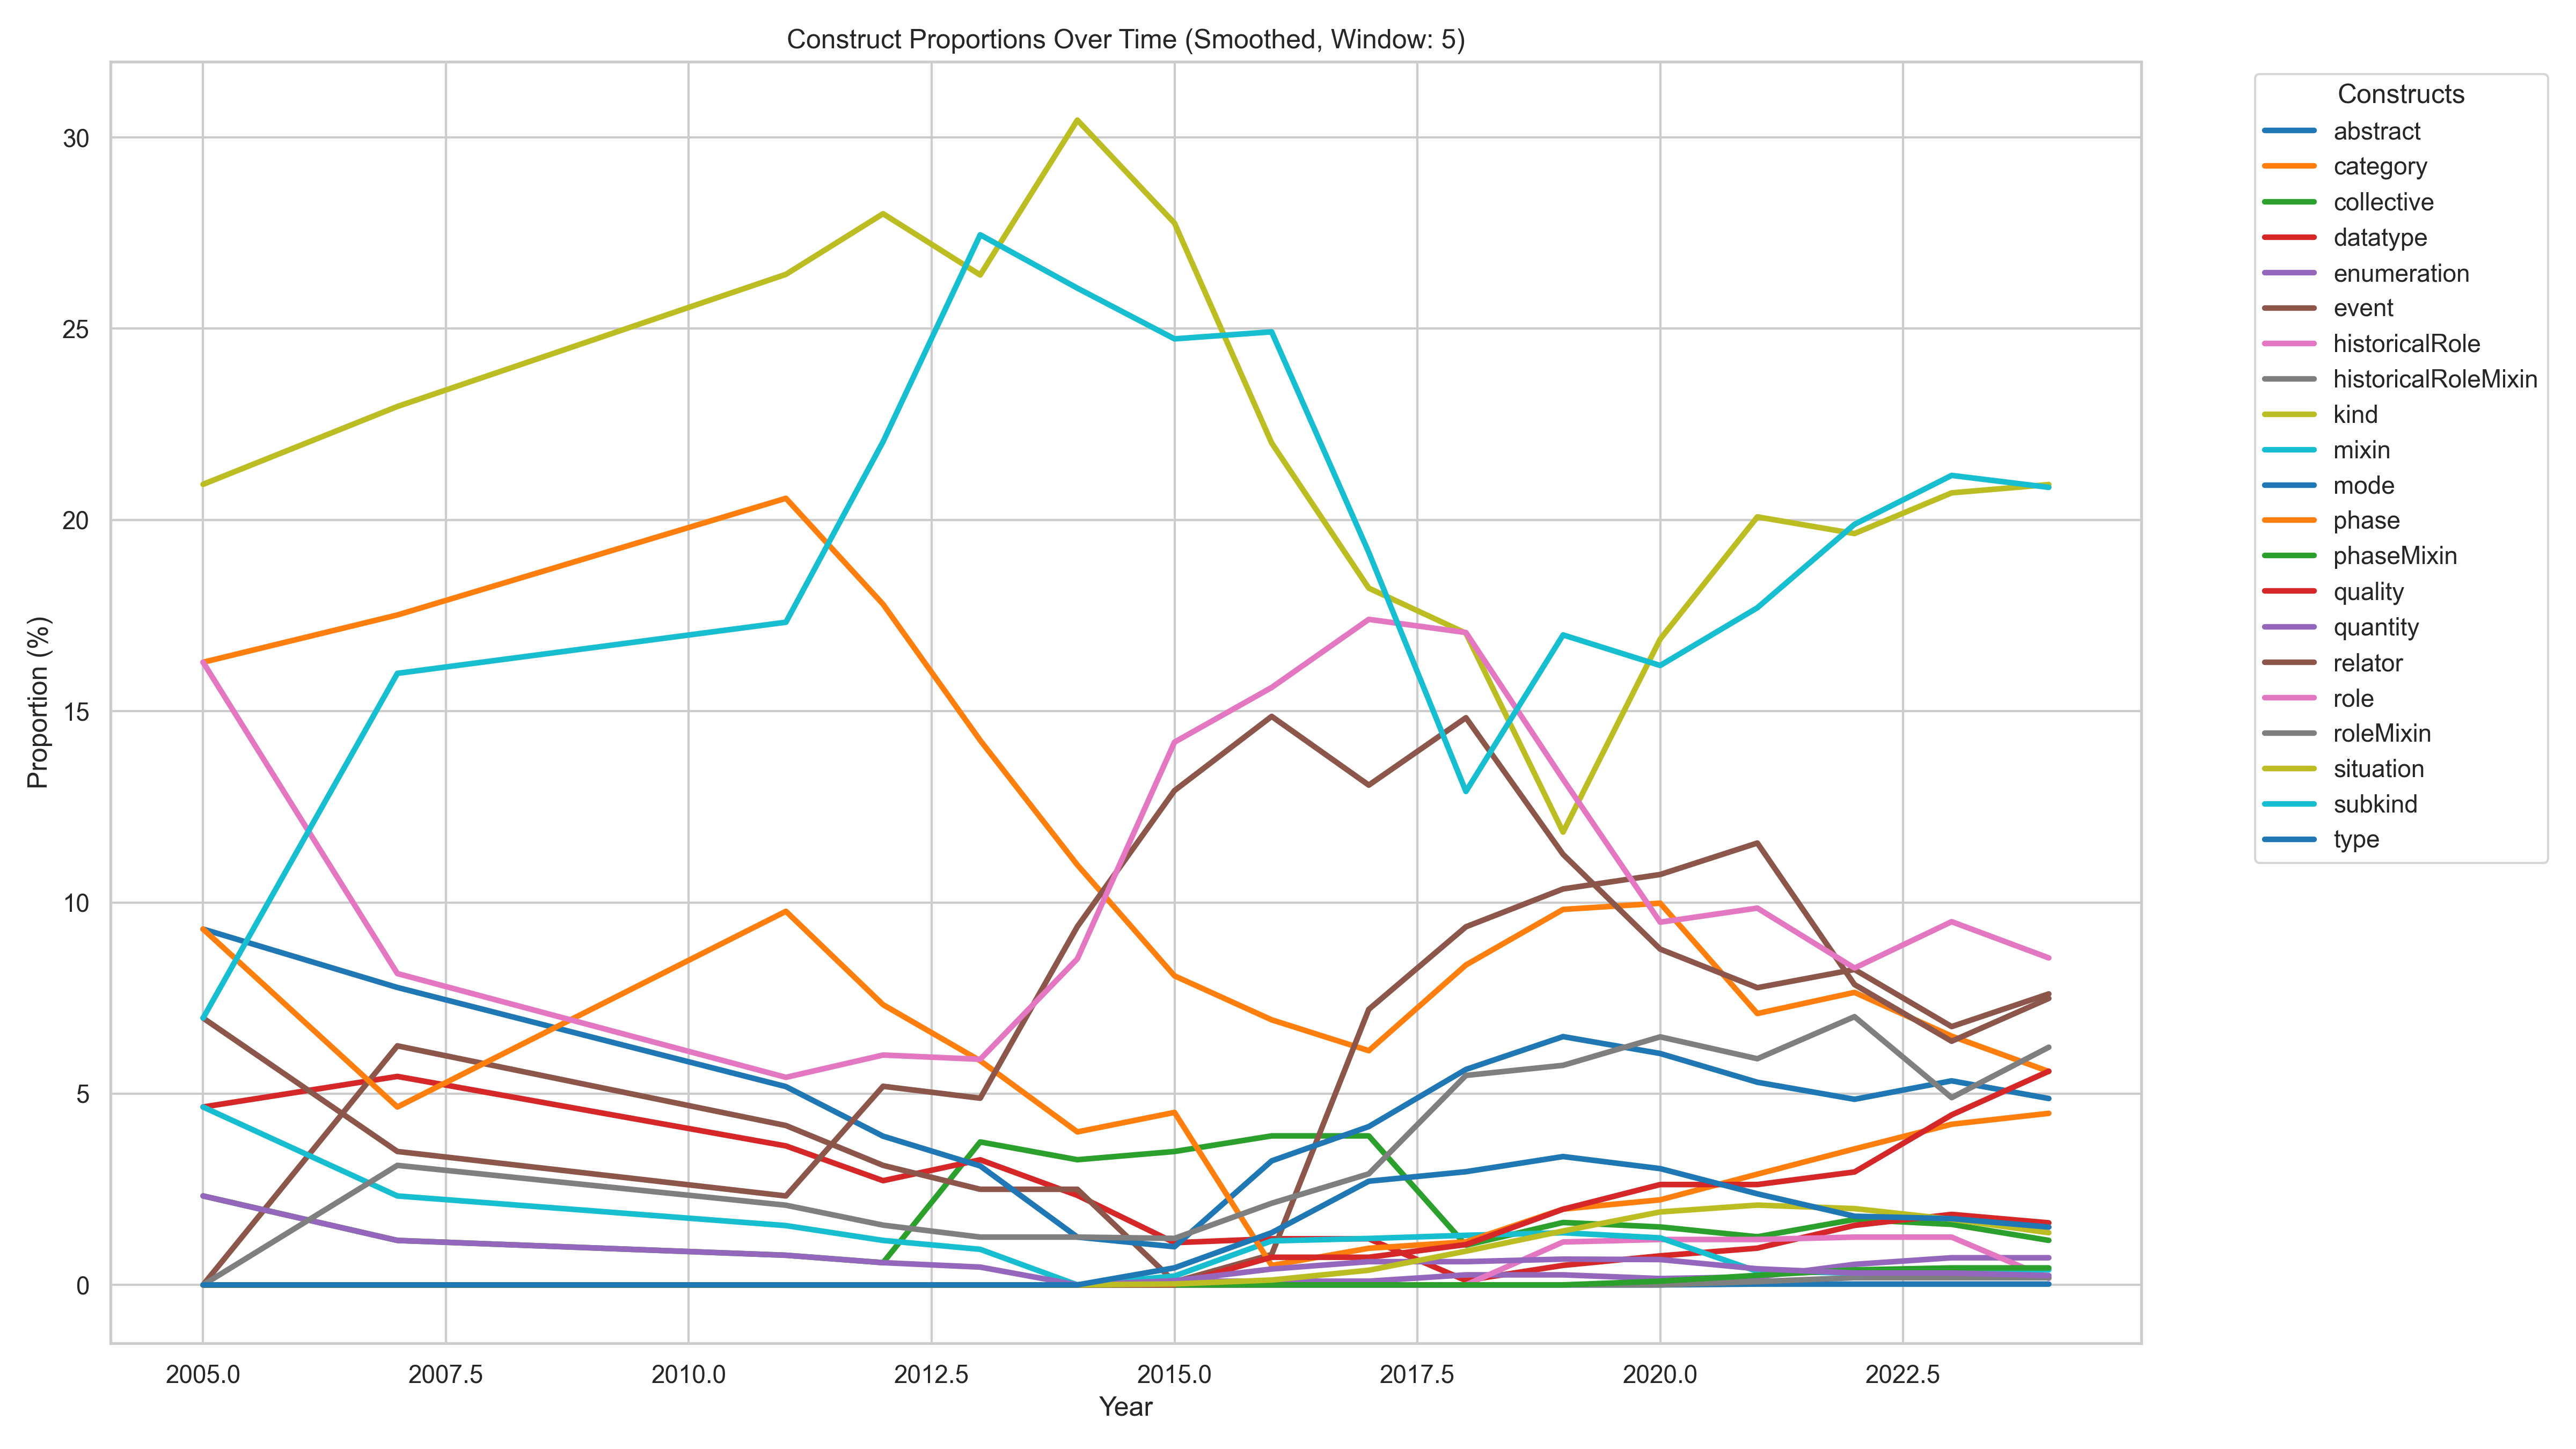 Construct Proportions Over Time (Smoothed, Window: 5)
Constructs
abstract
category
collective
datatype
enumeration
event
historicalRole
historicalRoleMixin
kind
mixin
mode
phase
phaseMixin
quality
quantity
relator
role
roleMixin
situation
subkind
type
Proportion (%)
30
25
20
15
10
5
0
2005.0
2007.5
2010.0
2012.5
2015.0
2017.5
2020.0
2022.5
Year